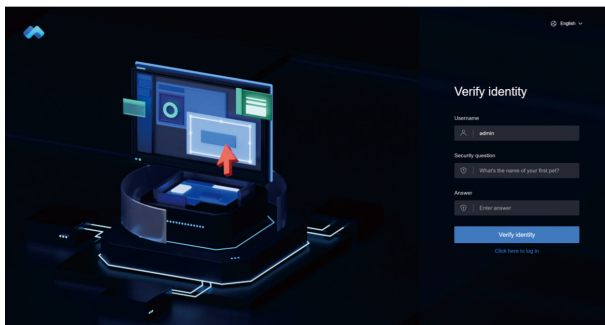 English
Verify identity
Username
admin
Security question
What's the name of your first pet?
Answer
Enter answer
Verify identity
Click here to log in